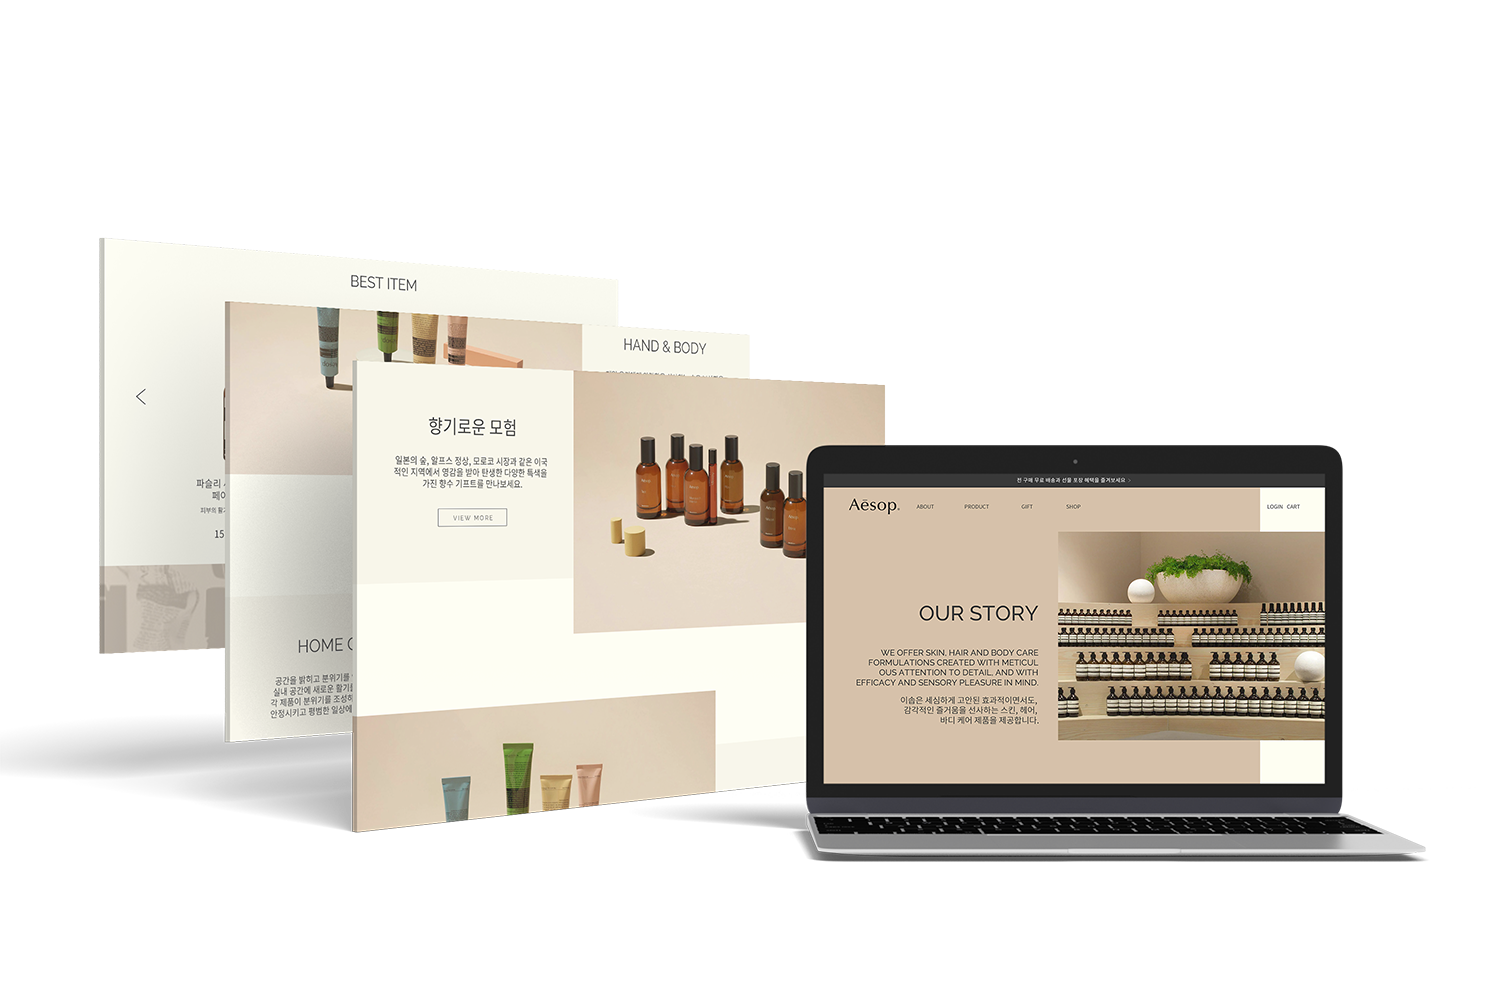 BEST ITEM
파슬리
페이
피부의 활
15
HAND & BODY
HOME
공간을 밝히고 분위기를
실내 공간에 새로운 활기를
각 제품이 분위기를 조성하
안정시키고 평범한 일상에
향기로운 모험
일본의 숲, 알프스 정상, 모로코 시장과 같은 이국
적인 지역에서 영감을 받아 탄생한 다양한 특색을
가진 향수 기프트를 만나보세요.
VIEW MORE
전 구매 무료 배송과 선물 포장 혜택을 즐겨보세요 >
Aēsop.
ABOUT PRODUCT GIFT SHOP LOGIN CART
OUR STORY
WE OFFER SKIN, HAIR AND BODY CARE
FORMULATIONS CREATED WITH METICUL
OUS ATTENTION TO DETAIL, AND WITH
EFFICACY AND SENSORY PLEASURE IN MIND.
이솝은 세심하게 고안된 효과적이면서도,
감각적인 즐거움을 선사하는 스킨, 헤어,
바디 케어 제품을 제공합니다.